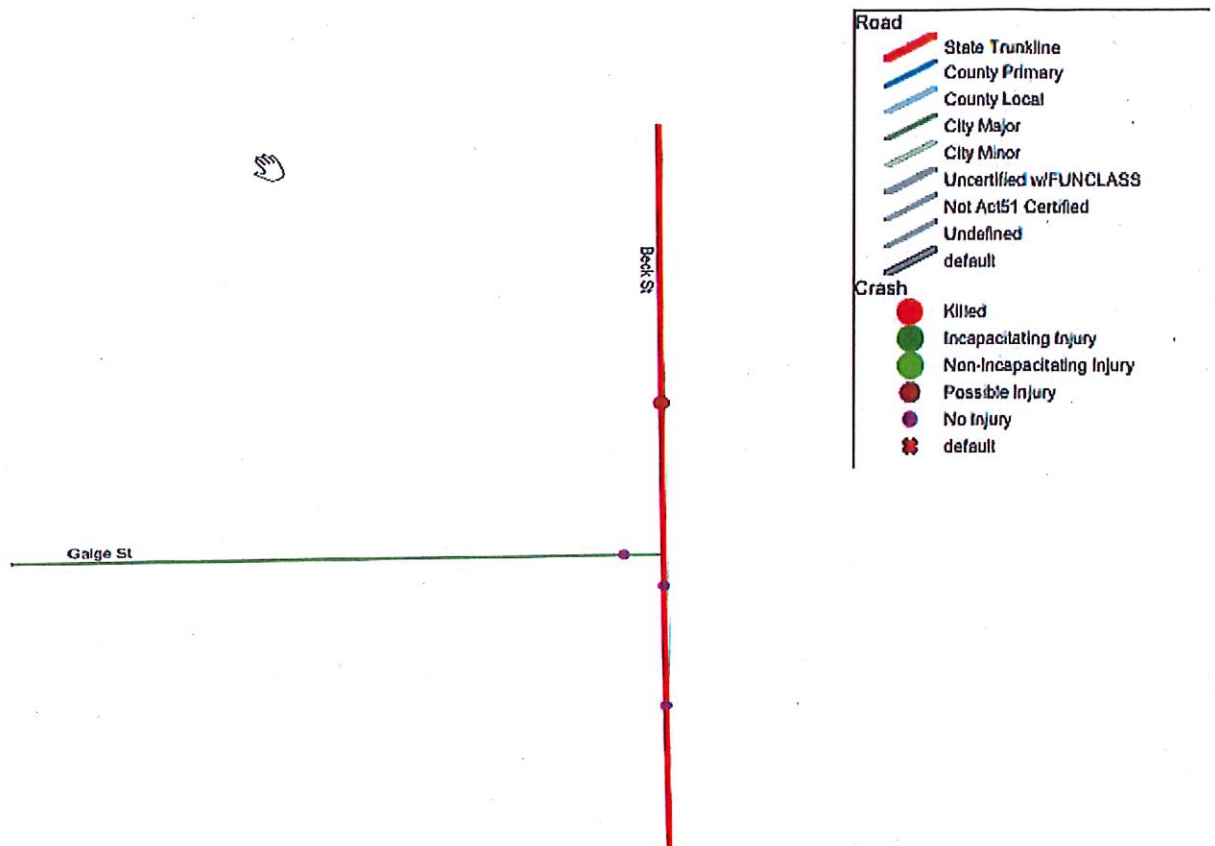 Road
State Trunkline
County Primary
County Local
City Major
City Minor
Uncertified w/FUNCLASS
Not Act51 Certified
Undefined
default
Crash
Killed
Incapacitating Injury
Non-Incapacitating Injury
Possible Injury
No Injury
default
Beck St
Gaige St